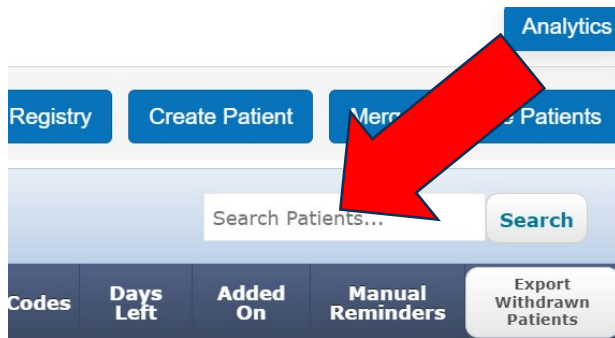 Analytics
Registry
Create Patient
Patients
Search Patients...
Search
Codes
Days
Left
Added
On
Manual
Reminders
Export
Withdrawn
Patients